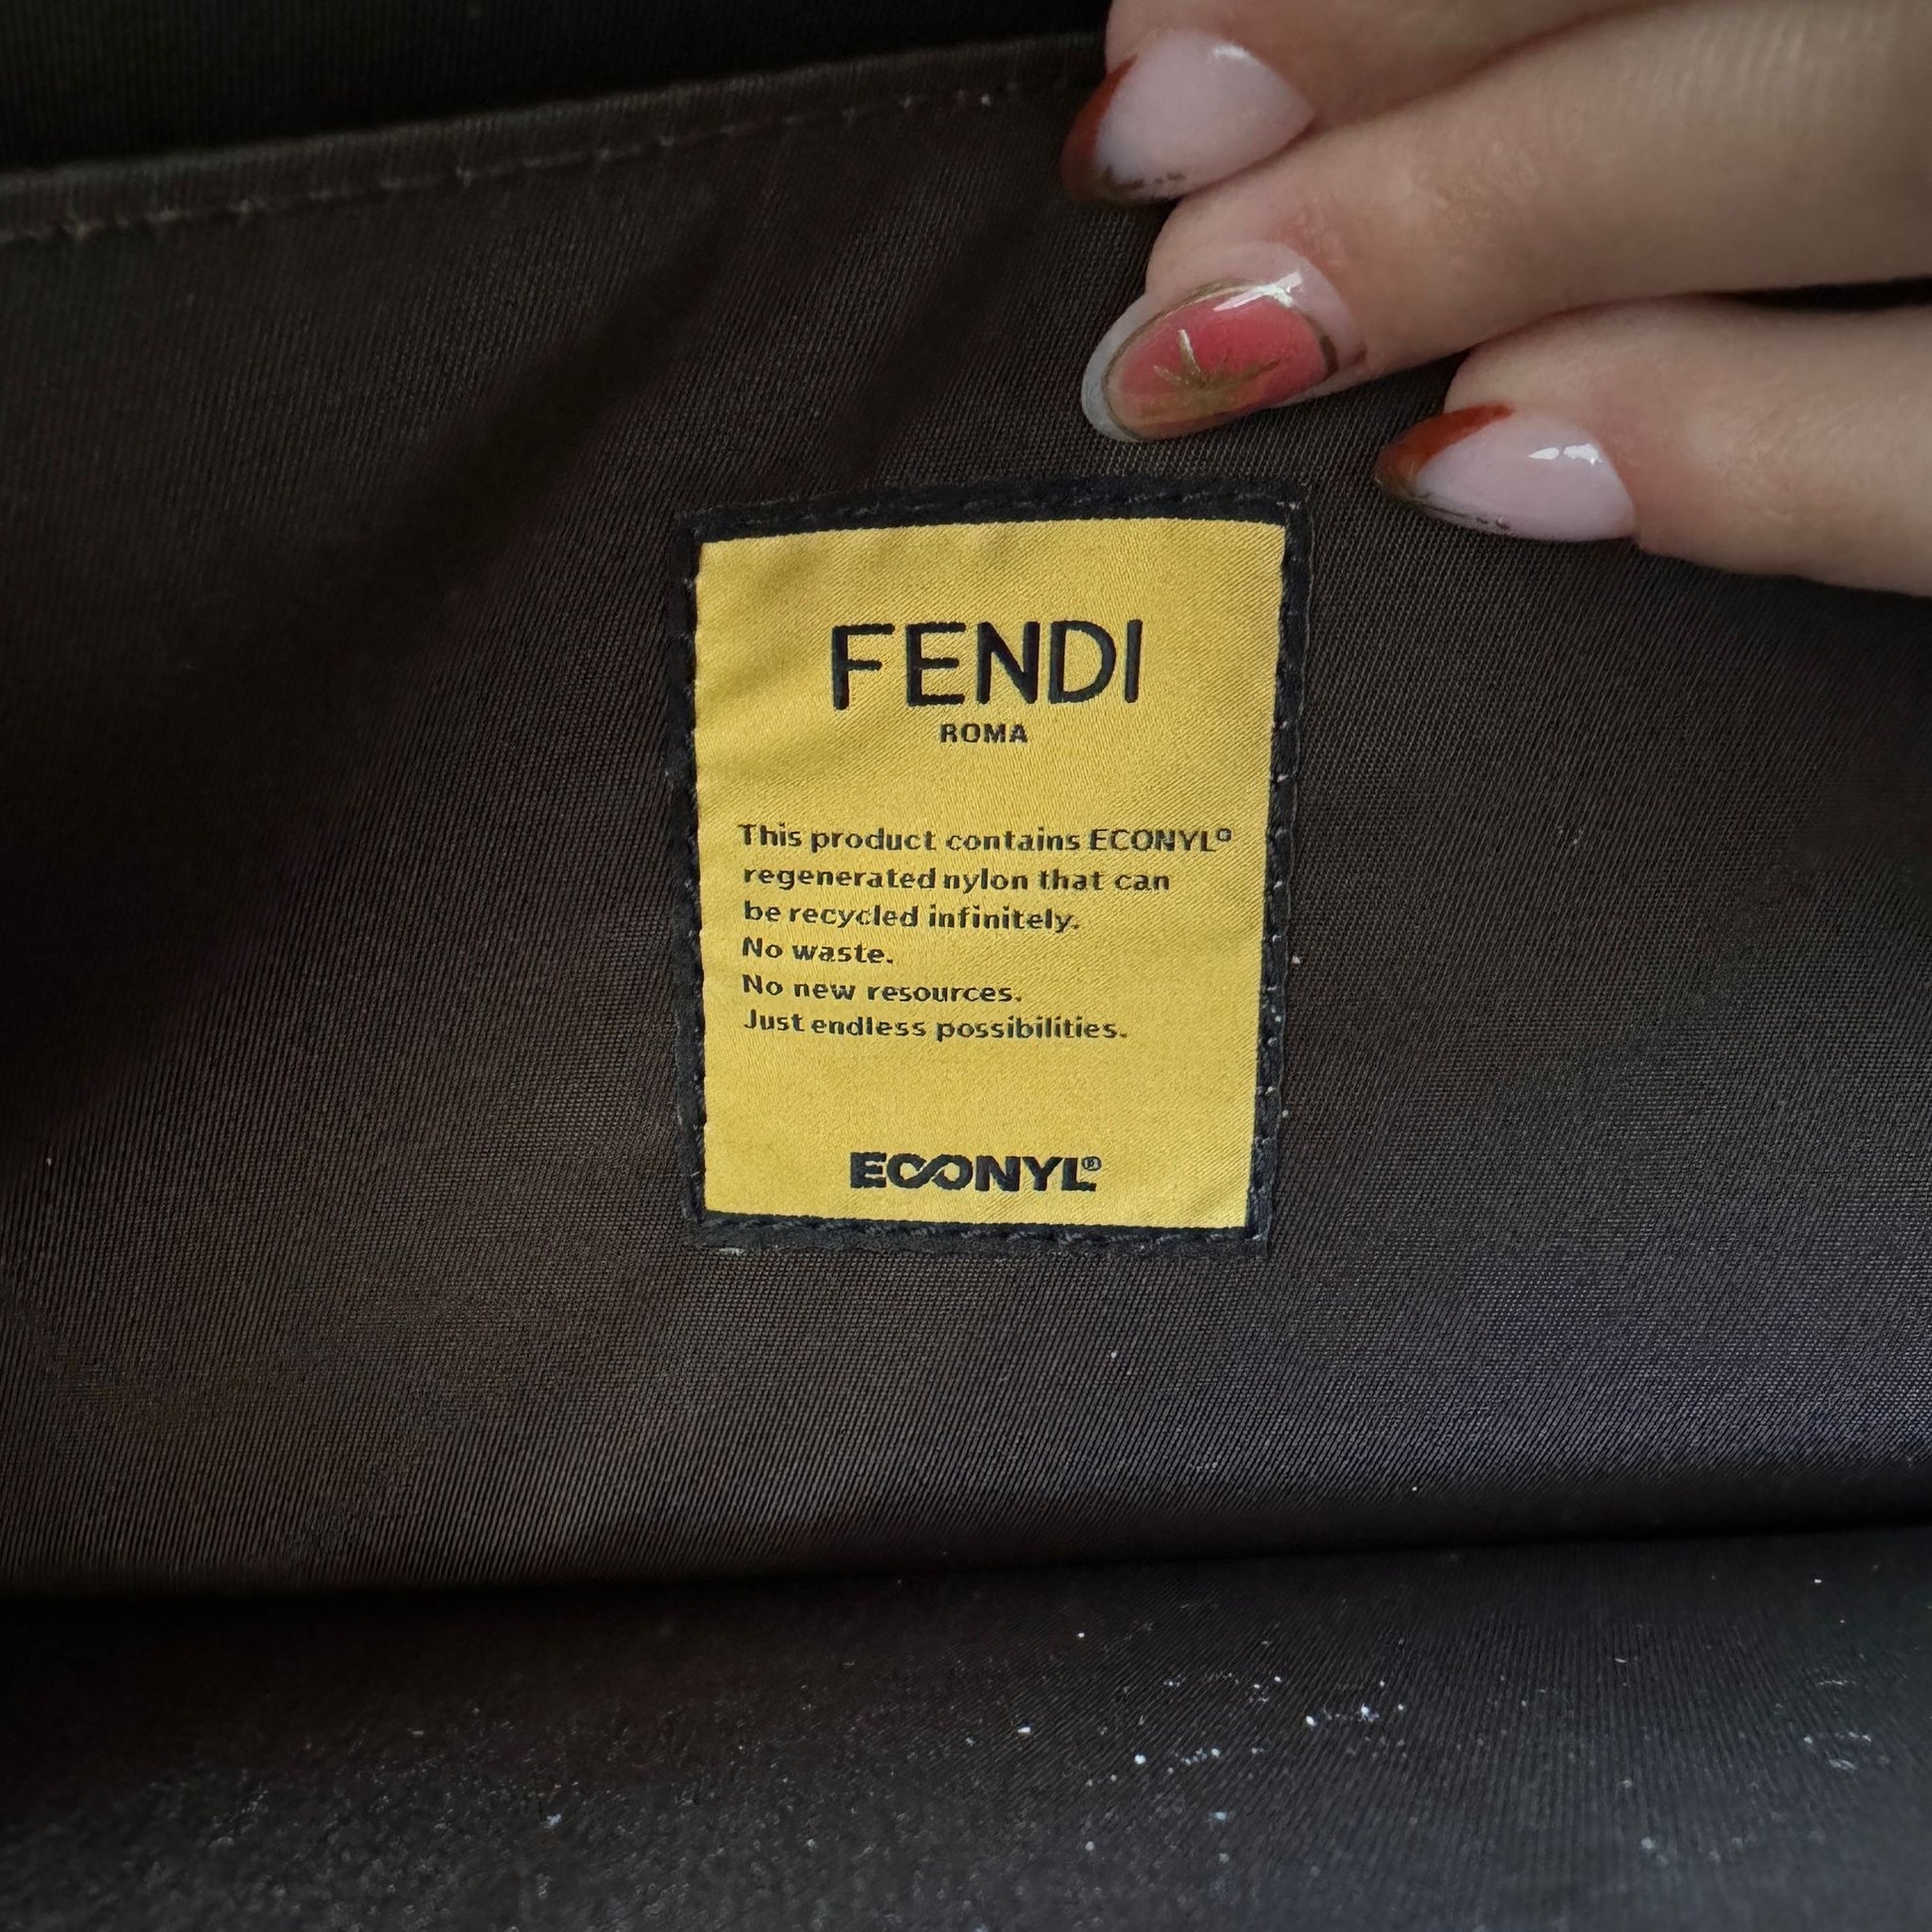 FENDI
ROMA
This product contains ECONYL®
regenerated nylon that can
be recycled infinitely.
No waste.
No new resources.
Just endless possibilities.
ECONYL®